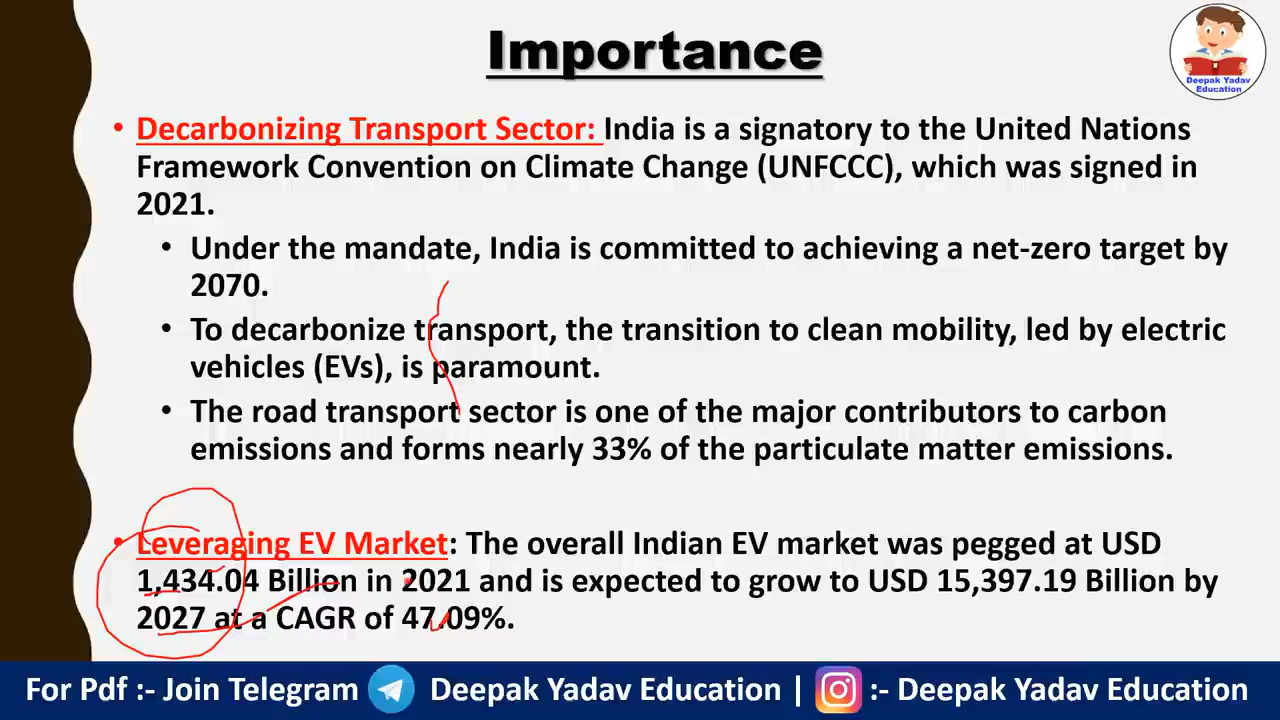 Importance
Deepak Yadav
Education
• Decarbonizing Transport Sector: India is a signatory to the United Nations
Framework Convention on Climate Change (UNFCCC), which was signed in
2021.
• Under the mandate, India is committed to achieving a net-zero target by
2070.
• To decarbonize transport, the transition to clean mobility, led by electric
vehicles (EVs), is paramount.
• The road transport sector is one of the major contributors to carbon
emissions and forms nearly 33% of the particulate matter emissions.
• Leveraging EV Market: The overall Indian EV market was pegged at USD
1,434.04 Billion in 2021 and is expected to grow to USD 15,397.19 Billion by
2027 at a CAGR of 47.09%.
For Pdf :- Join Telegram Deepak Yadav Education | :- Deepak Yadav Education